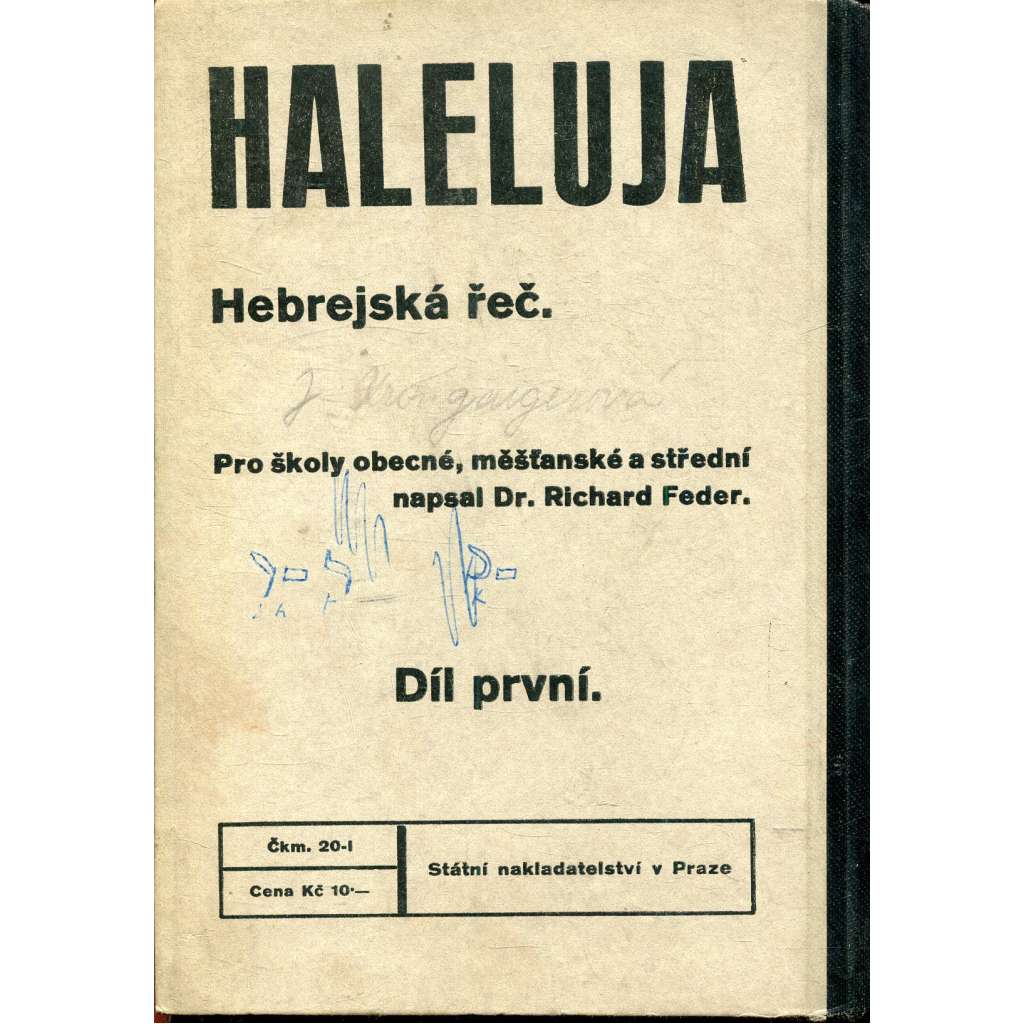 HALELUJA
Hebrejská řeč.
Pro školy obecné, měšťanské a střední
napsal Dr. Richard Feder.
Díl první.
Čkm. 20-I
Cena Kč 10·—
Státní nakladatelství v Praze